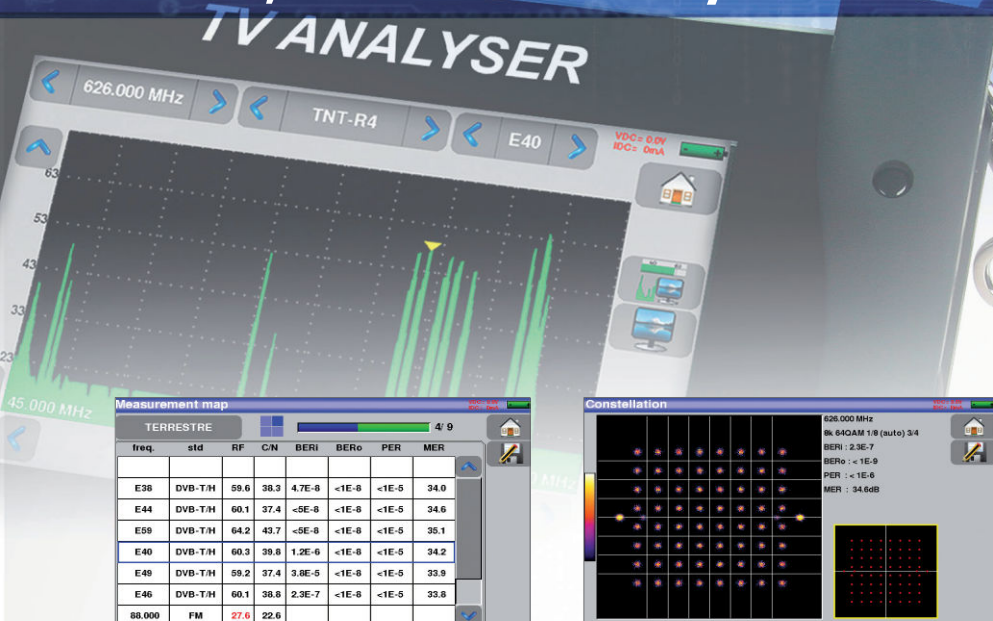 TV ANALYSER
626.000 MHz
TNT-R4
E40
VDC= 0.0V
IDC= 0mA
63
53
43
33
23
45.000 MHz
MHz
Measurement map
TERRESTRE
4/ 9
freq. std RF C/N BERi BERo PER MER
E38 DVB-T/H 59.6 38.3 4.7E-8 <1E-8 <1E-5 34.0
E44 DVB-T/H 60.1 37.4 <5E-8 <1E-8 <1E-5 34.6
E59 DVB-T/H 64.2 43.7 <5E-8 <1E-8 <1E-5 35.1
E40 DVB-T/H 60.3 39.8 1.2E-6 <1E-8 <1E-5 34.2
E49 DVB-T/H 59.2 37.4 3.8E-5 <1E-8 <1E-5 33.9
E46 DVB-T/H 60.1 38.8 2.3E-7 <1E-8 <1E-5 33.8
88.000 FM 27.6 22.6
Constellation
626.000 MHz
8k 64QAM 1/8 (auto) 3/4
BERi : 2.3E-7
BERo : < 1E-9
PER : < 1E-6
MER : 34.6dB